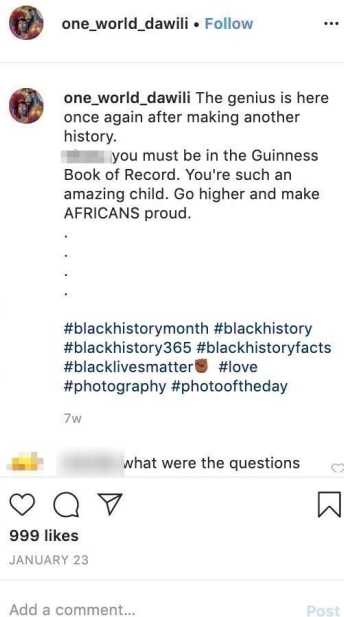 one_world_dawili • Follow
one_world_dawili The genius is here
once again after making another
history.
you must be in the Guinness
Book of Record. You're such an
amazing child. Go higher and make
AFRICANS proud.
.
.
.
.
#blackhistorymonth #blackhistory
#blackhistory365 #blackhistoryfacts
#blacklivesmatter✊🏾 #love
#photography #photooftheday
7w
what were the questions
999 likes
JANUARY 23
Add a comment...
Post